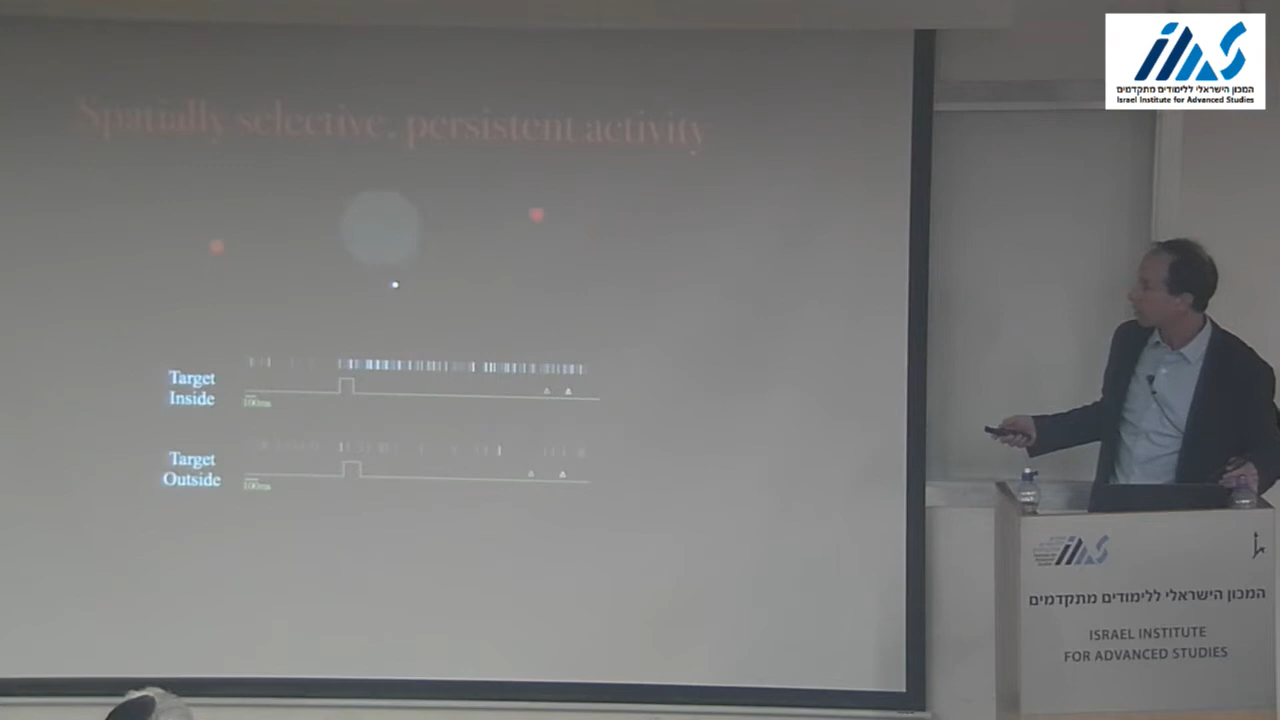 המכון הישראלי ללימודים מתקדמים
Israel Institute for Advanced Studies
Spatially selective, persistent activity
Target
Inside
100ms
Target
Outside
100ms
המכון הישראלי ללימודים מתקדמים
ISRAEL INSTITUTE
FOR ADVANCED STUDIES